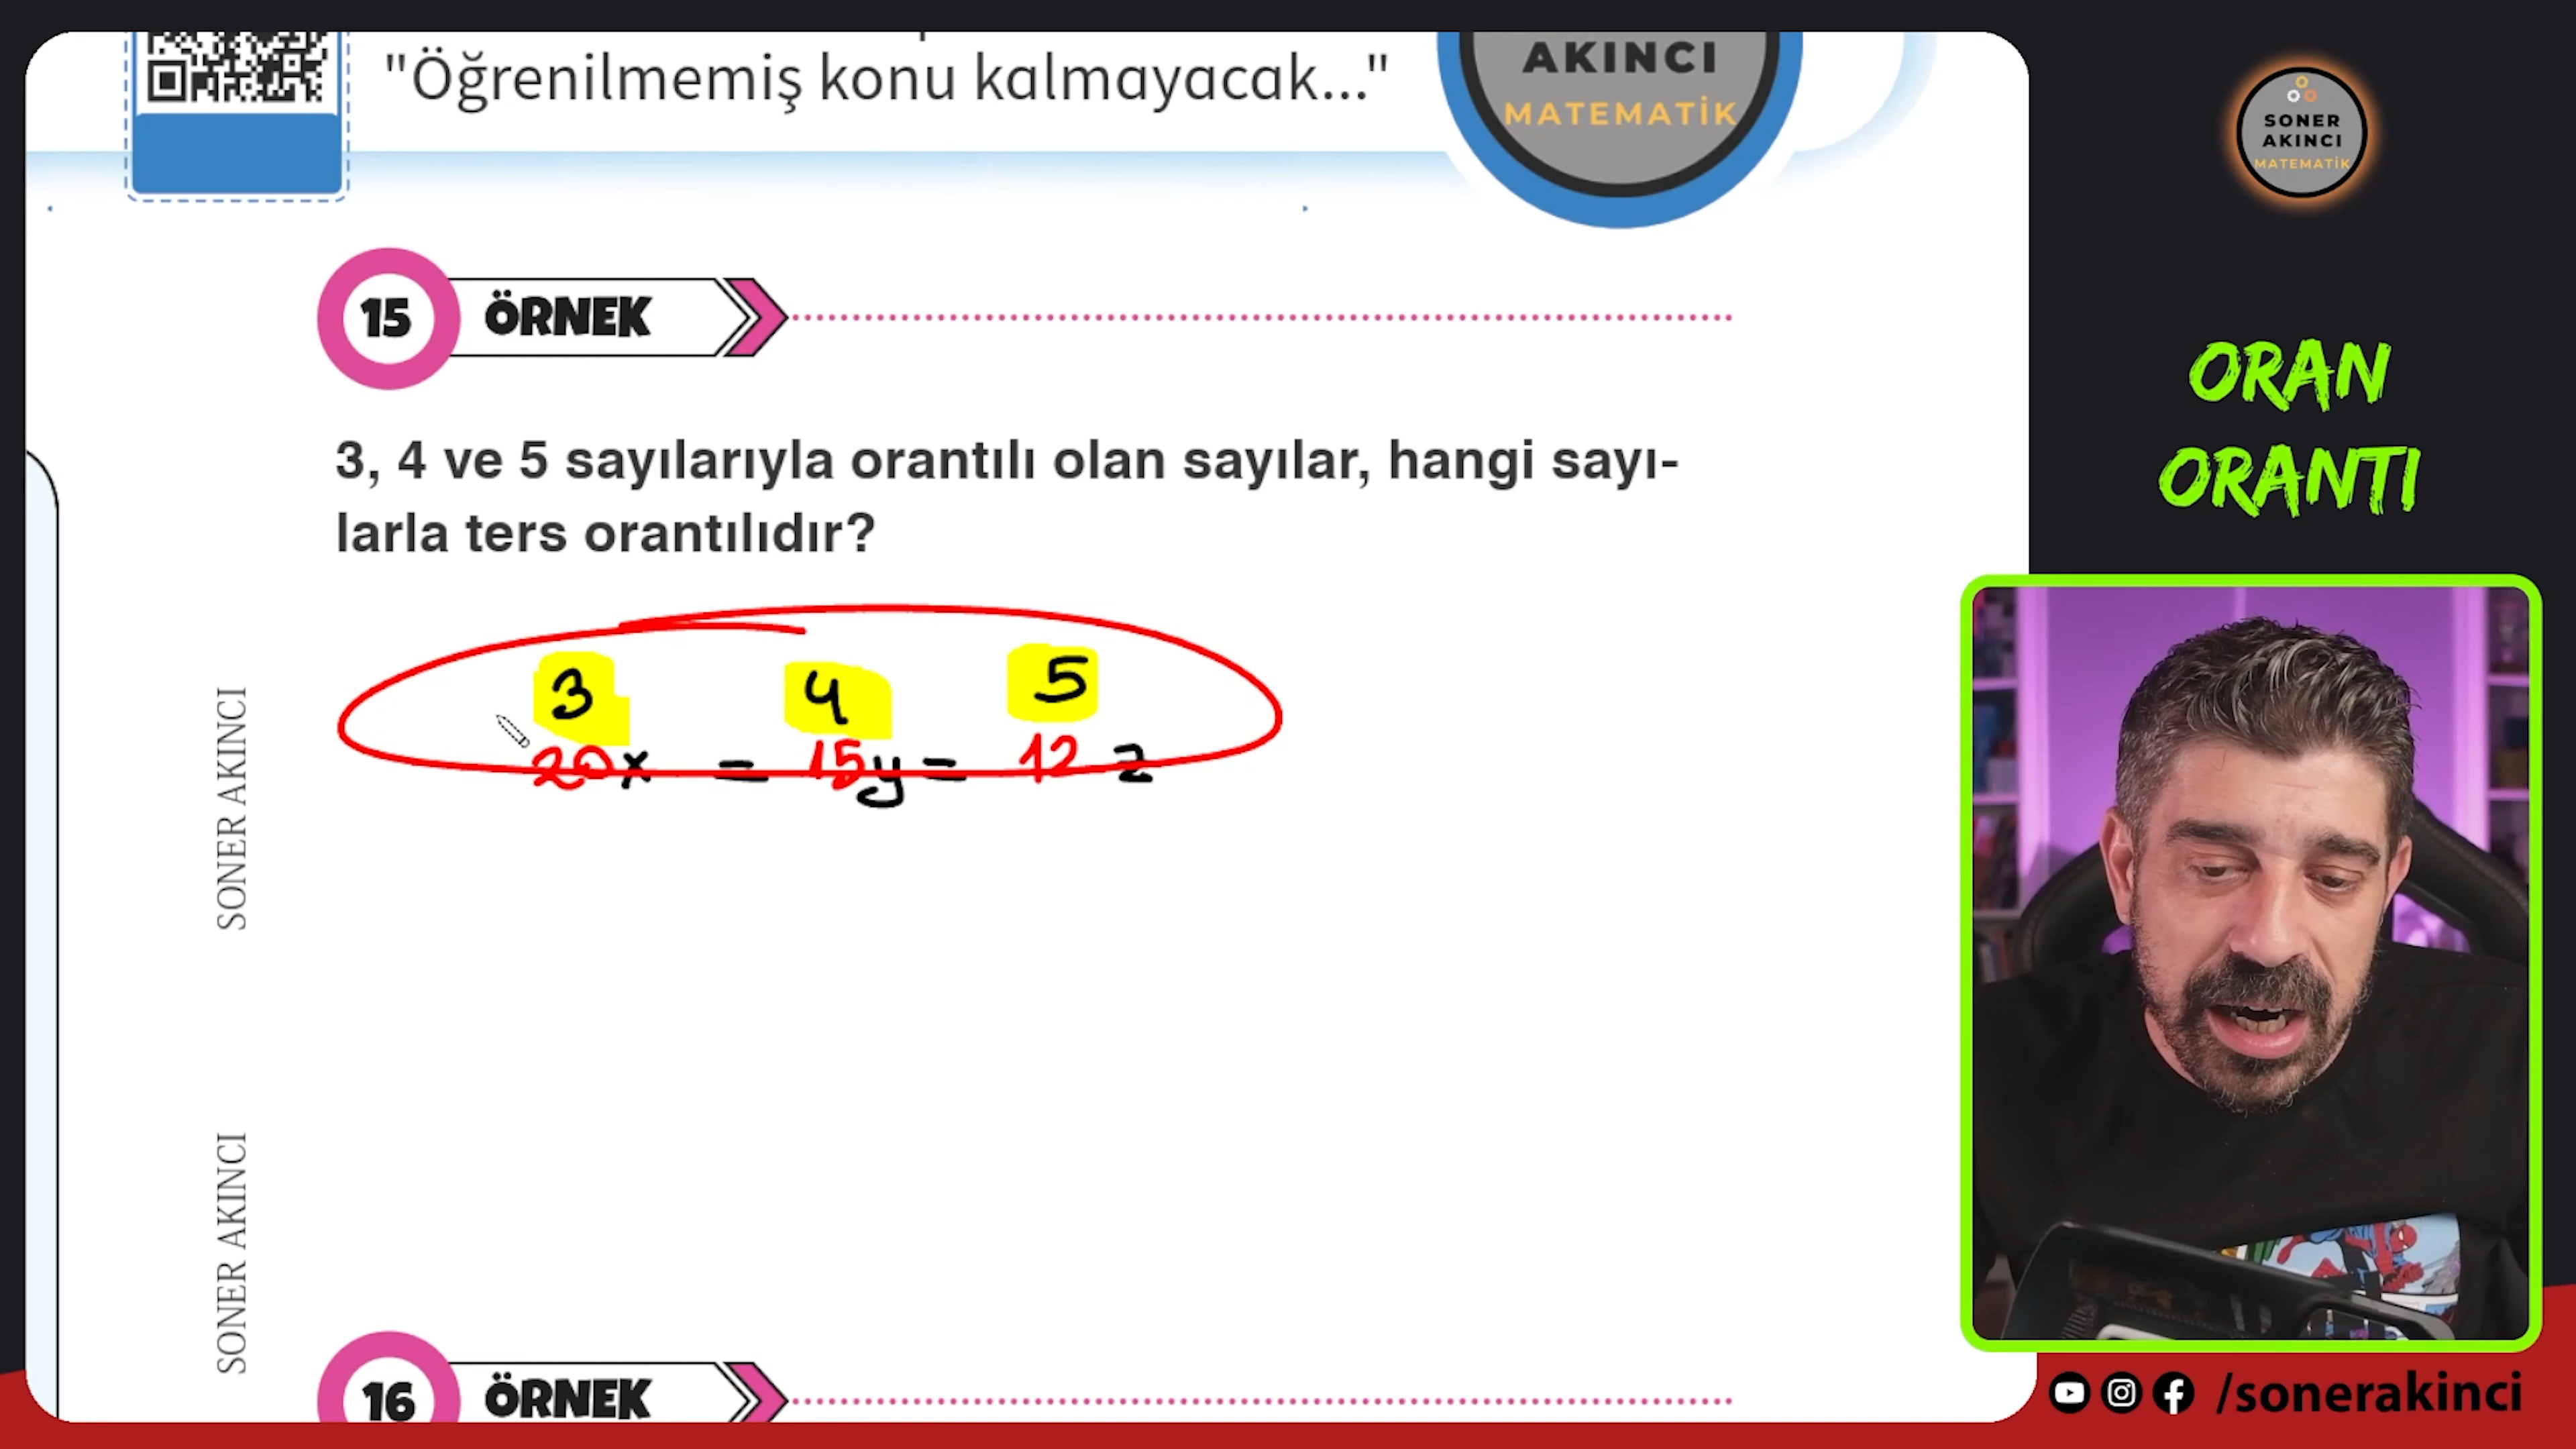 "Öğrenilmemiş konu kalmayacak..."
AKINCI
MATEMATİK
SONER
AKINCI
MATEMATİK
15 ÖRNEK
ORAN
ORANTI
3, 4 ve 5 sayılarıyla orantılı olan sayılar, hangi sayı-
larla ters orantılıdır?
3 4 5
20x = 15y = 12 z
SONER AKINCI
SONER AKINCI
16 ÖRNEK
/sonerakinci